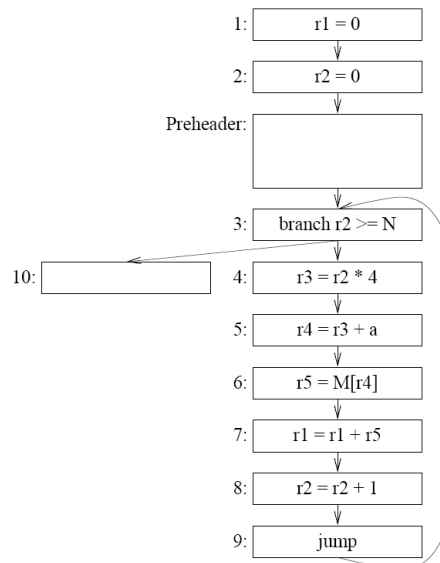 1: r1 = 0
2: r2 = 0
Preheader:
3: branch r2 >= N
10:
4: r3 = r2 * 4
5: r4 = r3 + a
6: r5 = M[r4]
7: r1 = r1 + r5
8: r2 = r2 + 1
9: jump